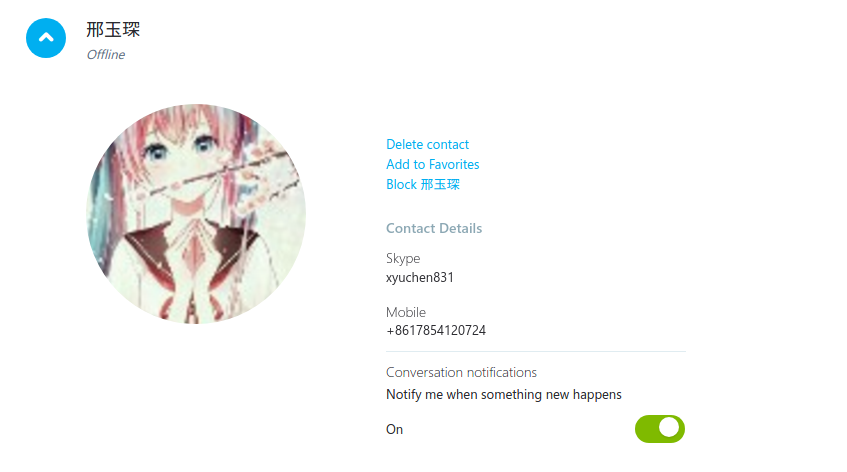 邢玉琛
Offline
Delete contact
Add to Favorites
Block 邢玉琛
Contact Details
Skype
xyuchen831
Mobile
+8617854120724
Conversation notifications
Notify me when something new happens
On